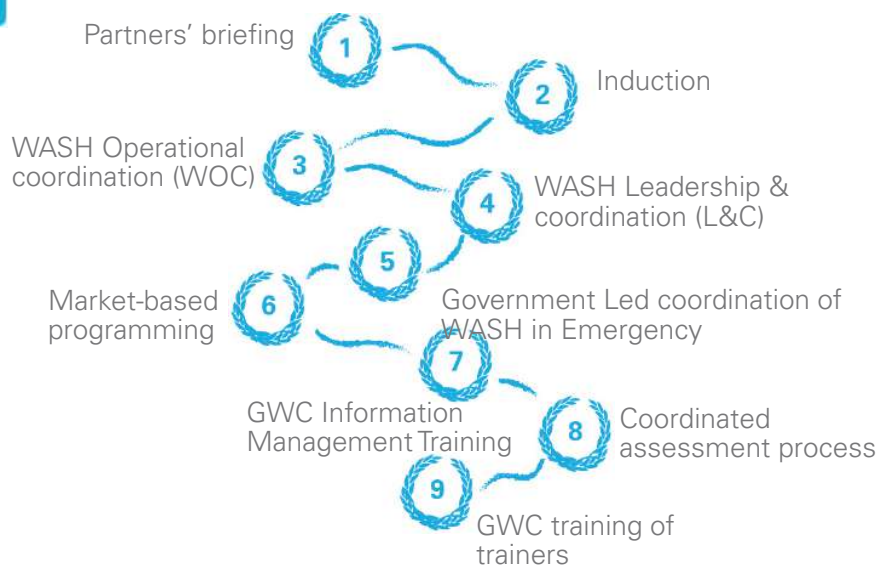 Partners’ briefing
1
2
Induction
WASH Operational
coordination (WOC)
3
4
WASH Leadership &
coordination (L&C)
5
Market-based
programming
6
Government Led coordination of
WASH in Emergency
7
GWC Information
Management Training
8
Coordinated
assessment process
9
GWC training of
trainers